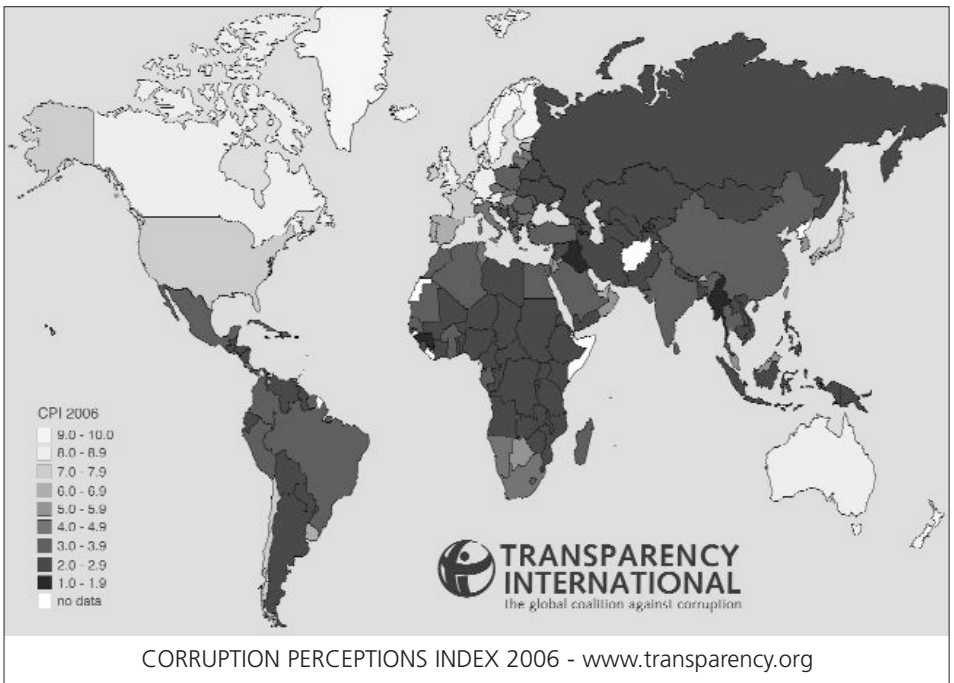 CPI 2006
9.0 - 10.0
8.0 - 8.9
7.0 - 7.9
6.0 - 6.9
5.0 - 5.9
4.0 - 4.9
3.0 - 3.9
2.0 - 2.9
1.0 - 1.9
no data
TRANSPARENCY
INTERNATIONAL
the global coalition against corruption
CORRUPTION PERCEPTIONS INDEX 2006 - www.transparency.org